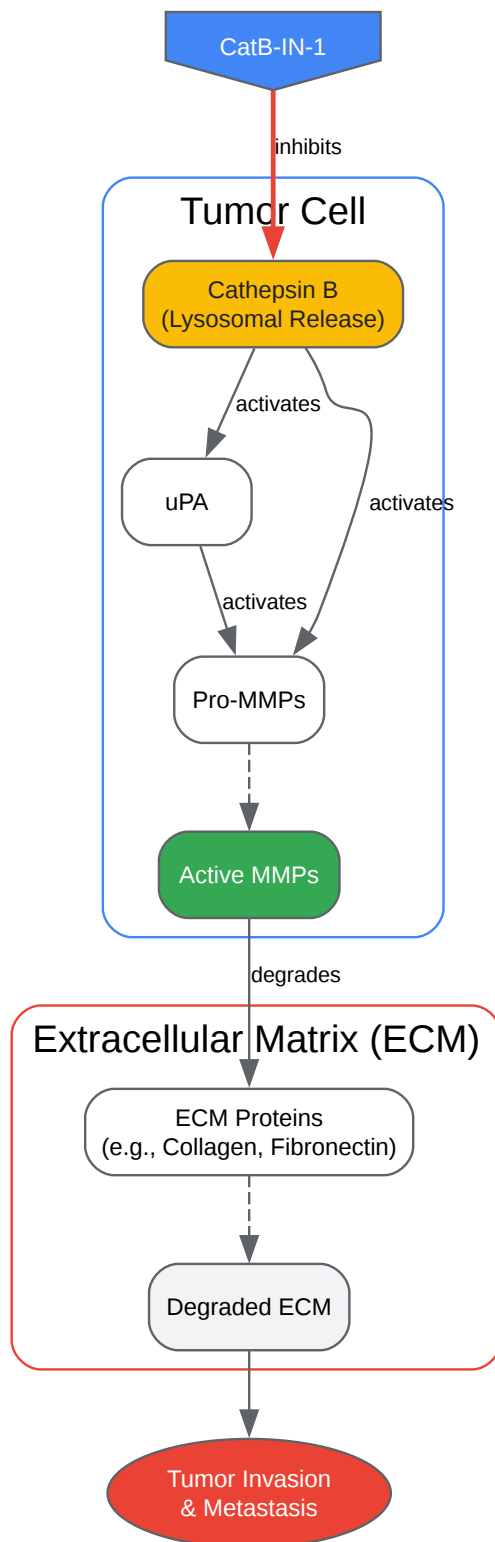 CatB-IN-1
inhibits
Tumor Cell
Cathepsin B
(Lysosomal Release)
activates
uPA
activates
activates
Pro-MMPs
Active MMPs
degrades
Extracellular Matrix (ECM)
ECM Proteins
(e.g., Collagen, Fibronectin)
Degraded ECM
Tumor Invasion
& Metastasis